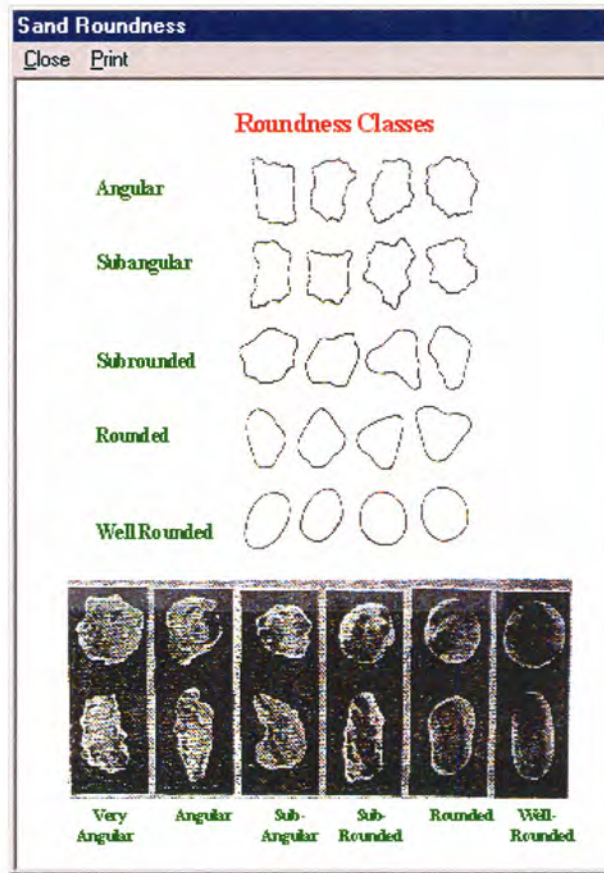 Sand Roundness
Close Print
Roundness Classes
Angular
Subangular
Subrounded
Rounded
Well Rounded
Very Angular
Angular
Sub-Angular
Sub-Rounded
Rounded
Well-Rounded